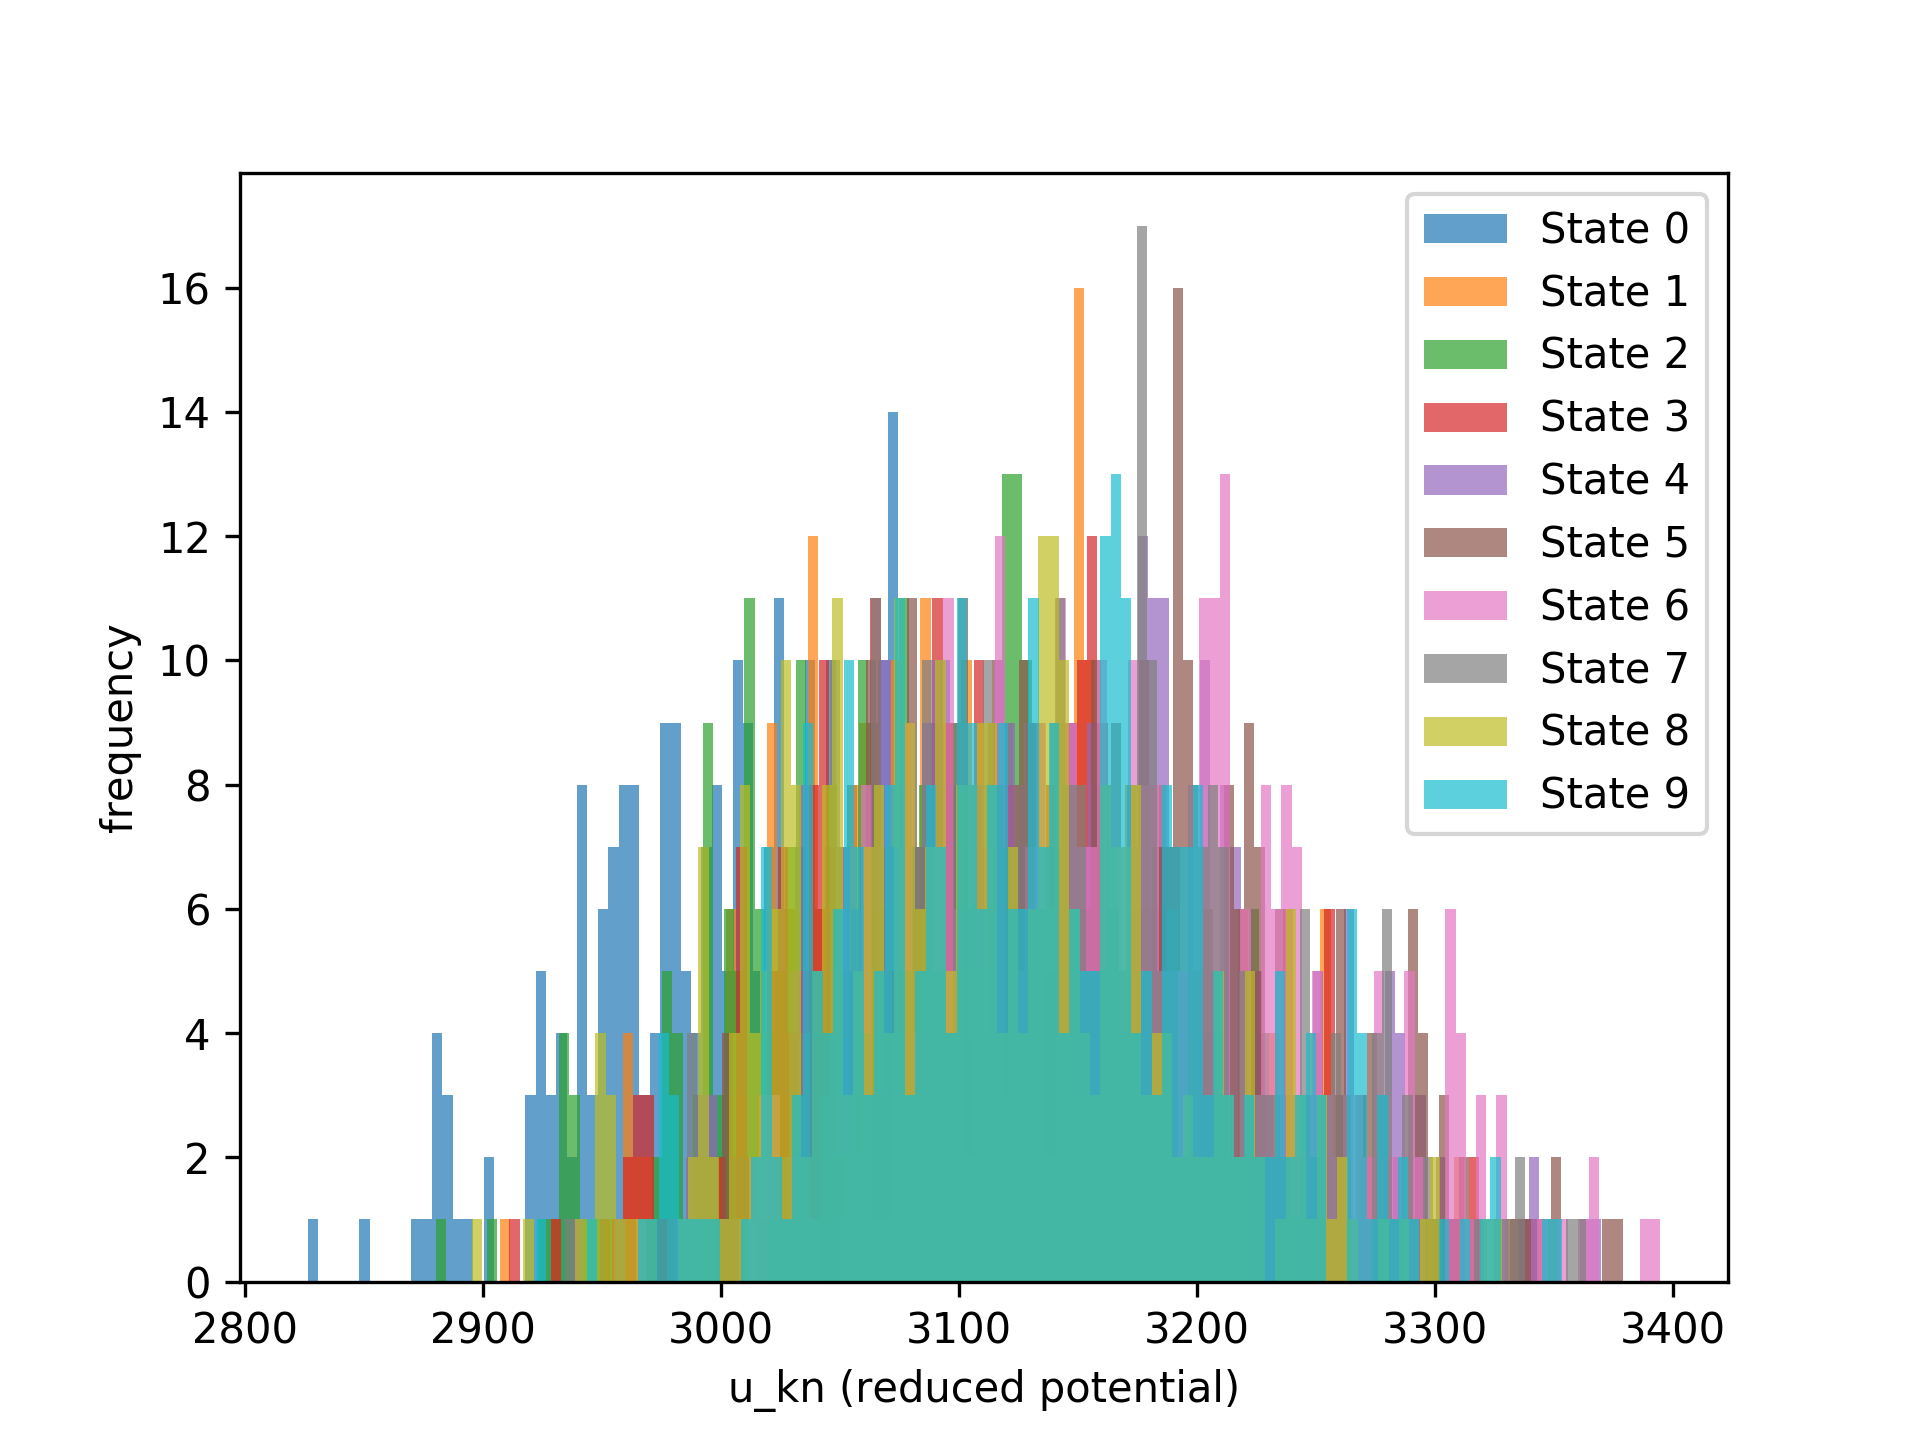 16
14
12
10
8
6
4
2
0
frequency
2800 2900 3000 3100 3200 3300 3400
u_kn (reduced potential)
State 0
State 1
State 2
State 3
State 4
State 5
State 6
State 7
State 8
State 9